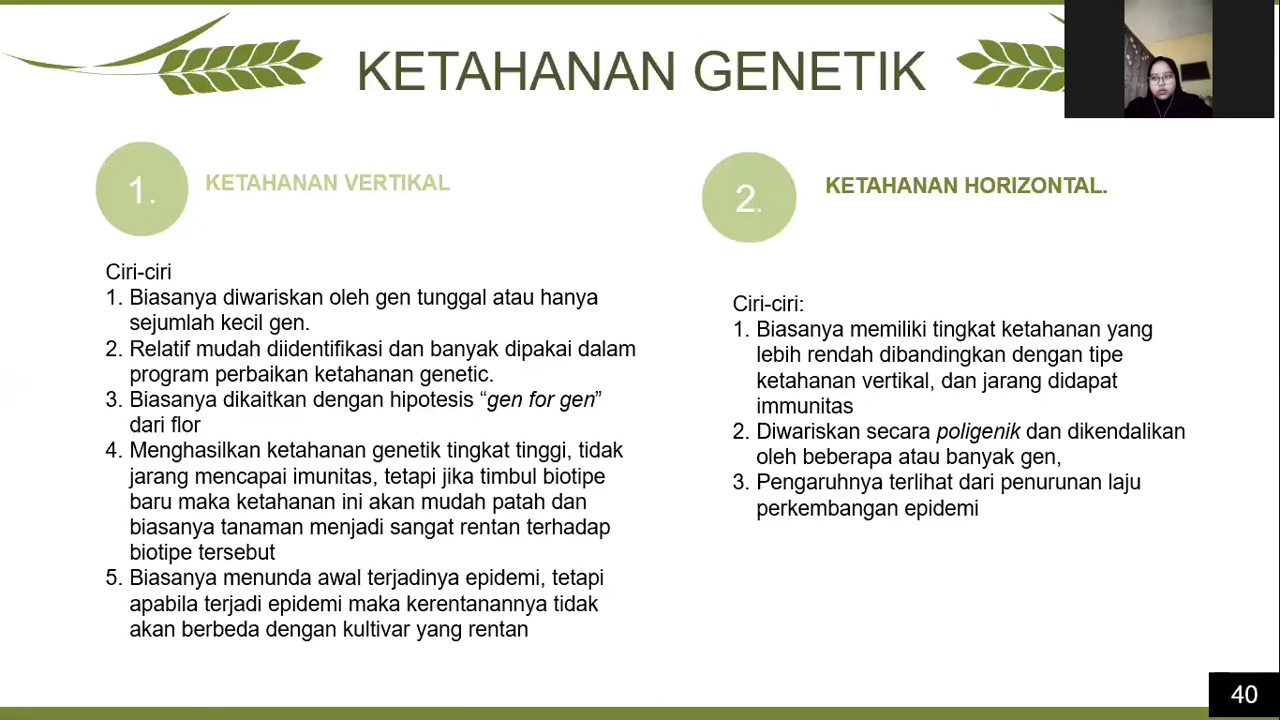 KETAHANAN GENETIK
1.
KETAHANAN VERTIKAL
Ciri-ciri
1. Biasanya diwariskan oleh gen tunggal atau hanya
sejumlah kecil gen.
2. Relatif mudah diidentifikasi dan banyak dipakai dalam
program perbaikan ketahanan genetic.
3. Biasanya dikaitkan dengan hipotesis “gen for gen”
dari flor
4. Menghasilkan ketahanan genetik tingkat tinggi, tidak
jarang mencapai imunitas, tetapi jika timbul biotipe
baru maka ketahanan ini akan mudah patah dan
biasanya tanaman menjadi sangat rentan terhadap
biotipe tersebut
5. Biasanya menunda awal terjadinya epidemi, tetapi
apabila terjadi epidemi maka kerentanannya tidak
akan berbeda dengan kultivar yang rentan
2.
KETAHANAN HORIZONTAL.
Ciri-ciri:
1. Biasanya memiliki tingkat ketahanan yang
lebih rendah dibandingkan dengan tipe
ketahanan vertikal, dan jarang didapat
immunitas
2. Diwariskan secara poligenik dan dikendalikan
oleh beberapa atau banyak gen,
3. Pengaruhnya terlihat dari penurunan laju
perkembangan epidemi
40